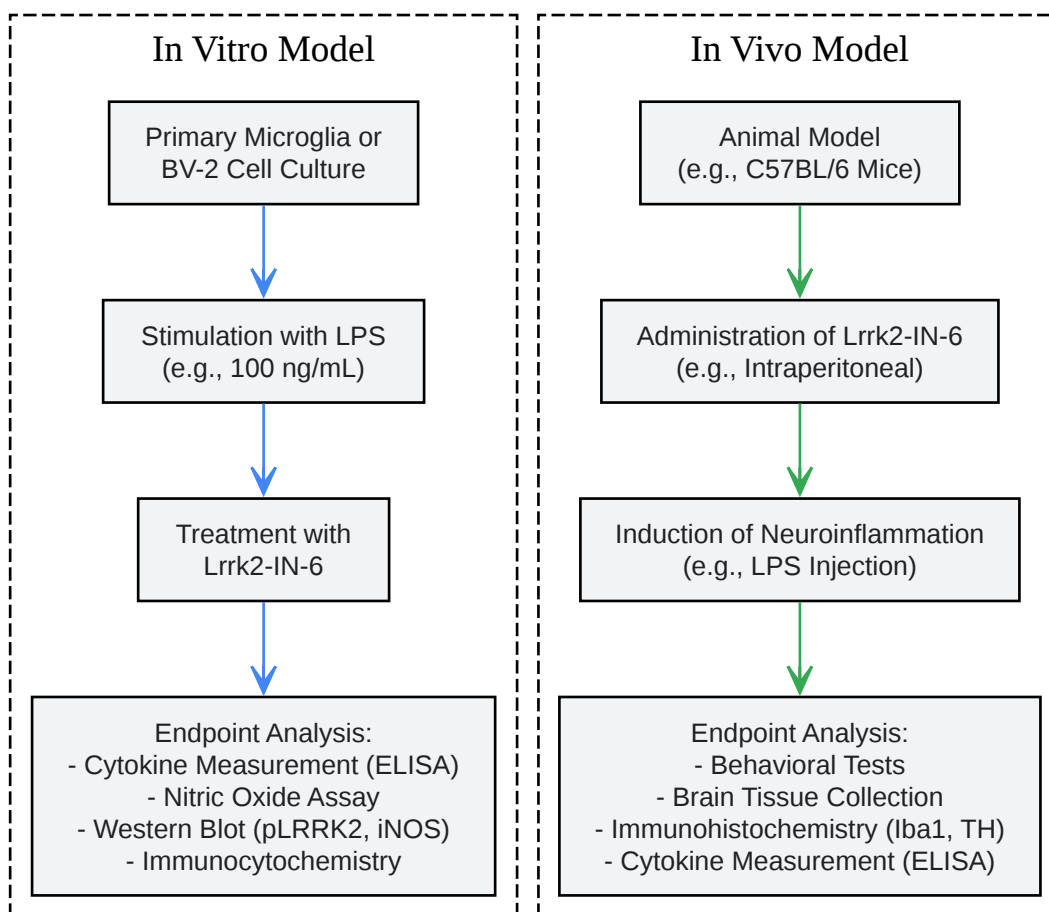 In Vitro Model
Primary Microglia or
BV-2 Cell Culture
Stimulation with LPS
(e.g., 100 ng/mL)
Treatment with
Lrrk2-IN-6
Endpoint Analysis:
- Cytokine Measurement (ELISA)
- Nitric Oxide Assay
- Western Blot (pLRRK2, iNOS)
- Immunocytochemistry
In Vivo Model
Animal Model
(e.g., C57BL/6 Mice)
Administration of Lrrk2-IN-6
(e.g., Intraperitoneal)
Induction of Neuroinflammation
(e.g., LPS Injection)
Endpoint Analysis:
- Behavioral Tests
- Brain Tissue Collection
- Immunohistochemistry (Iba1, TH)
- Cytokine Measurement (ELISA)